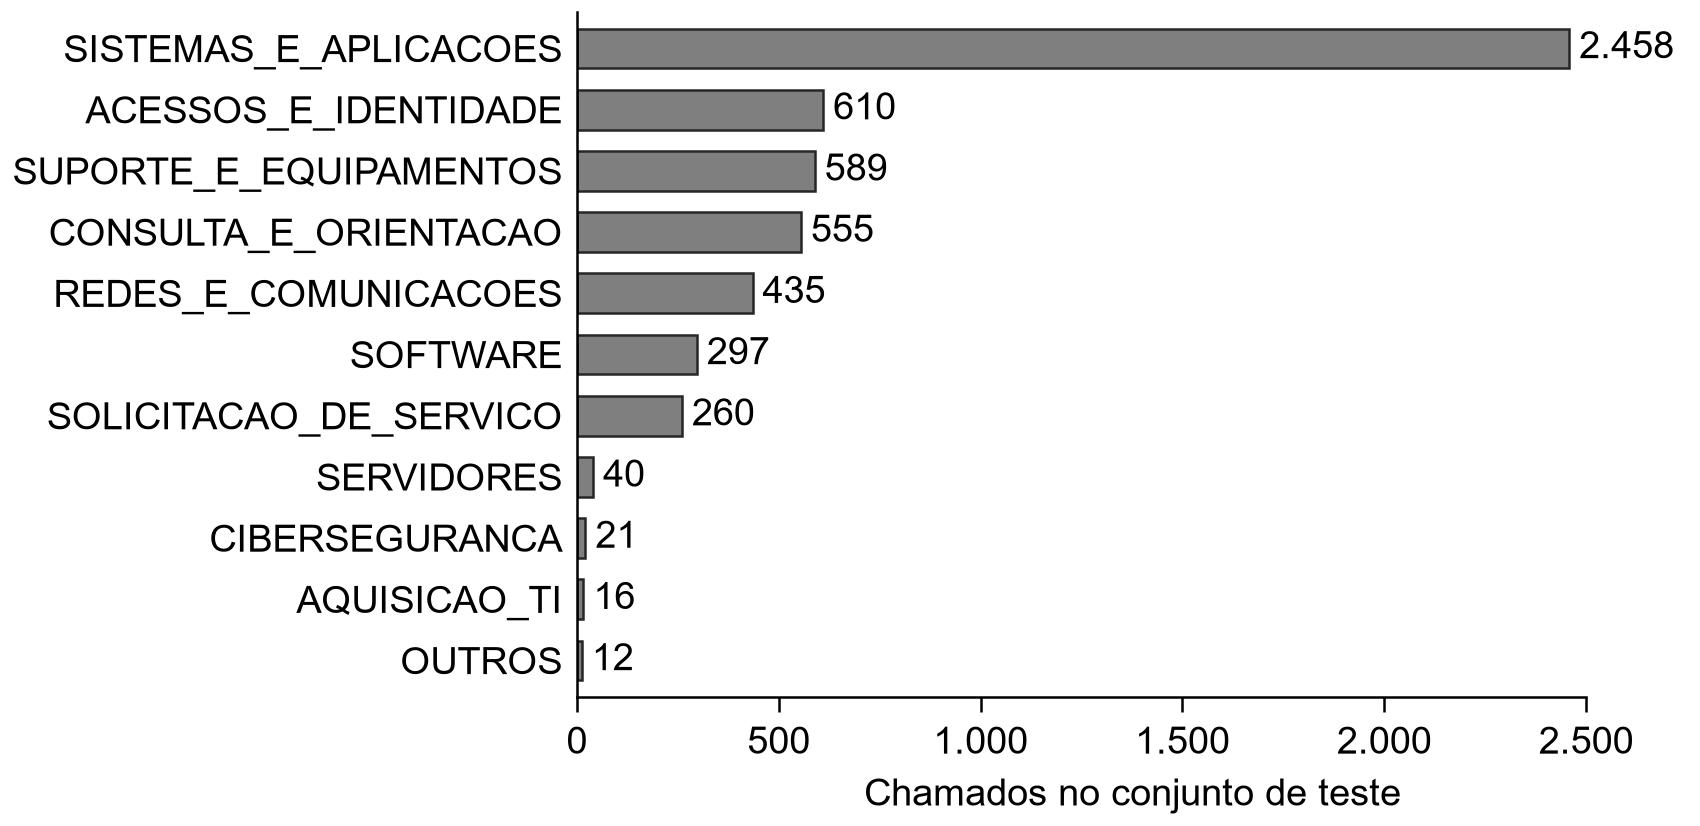 SISTEMAS_E_APLICACOES 2.458
ACESSOS_E_IDENTIDADE 610
SUPORTE_E_EQUIPAMENTOS 589
CONSULTA_E_ORIENTACAO 555
REDES_E_COMUNICACOES 435
SOFTWARE 297
SOLICITACAO_DE_SERVICO 260
SERVIDORES 40
CIBERSEGURANCA 21
AQUISICAO_TI 16
OUTROS 12
0 500 1.000 1.500 2.000 2.500
Chamados no conjunto de teste